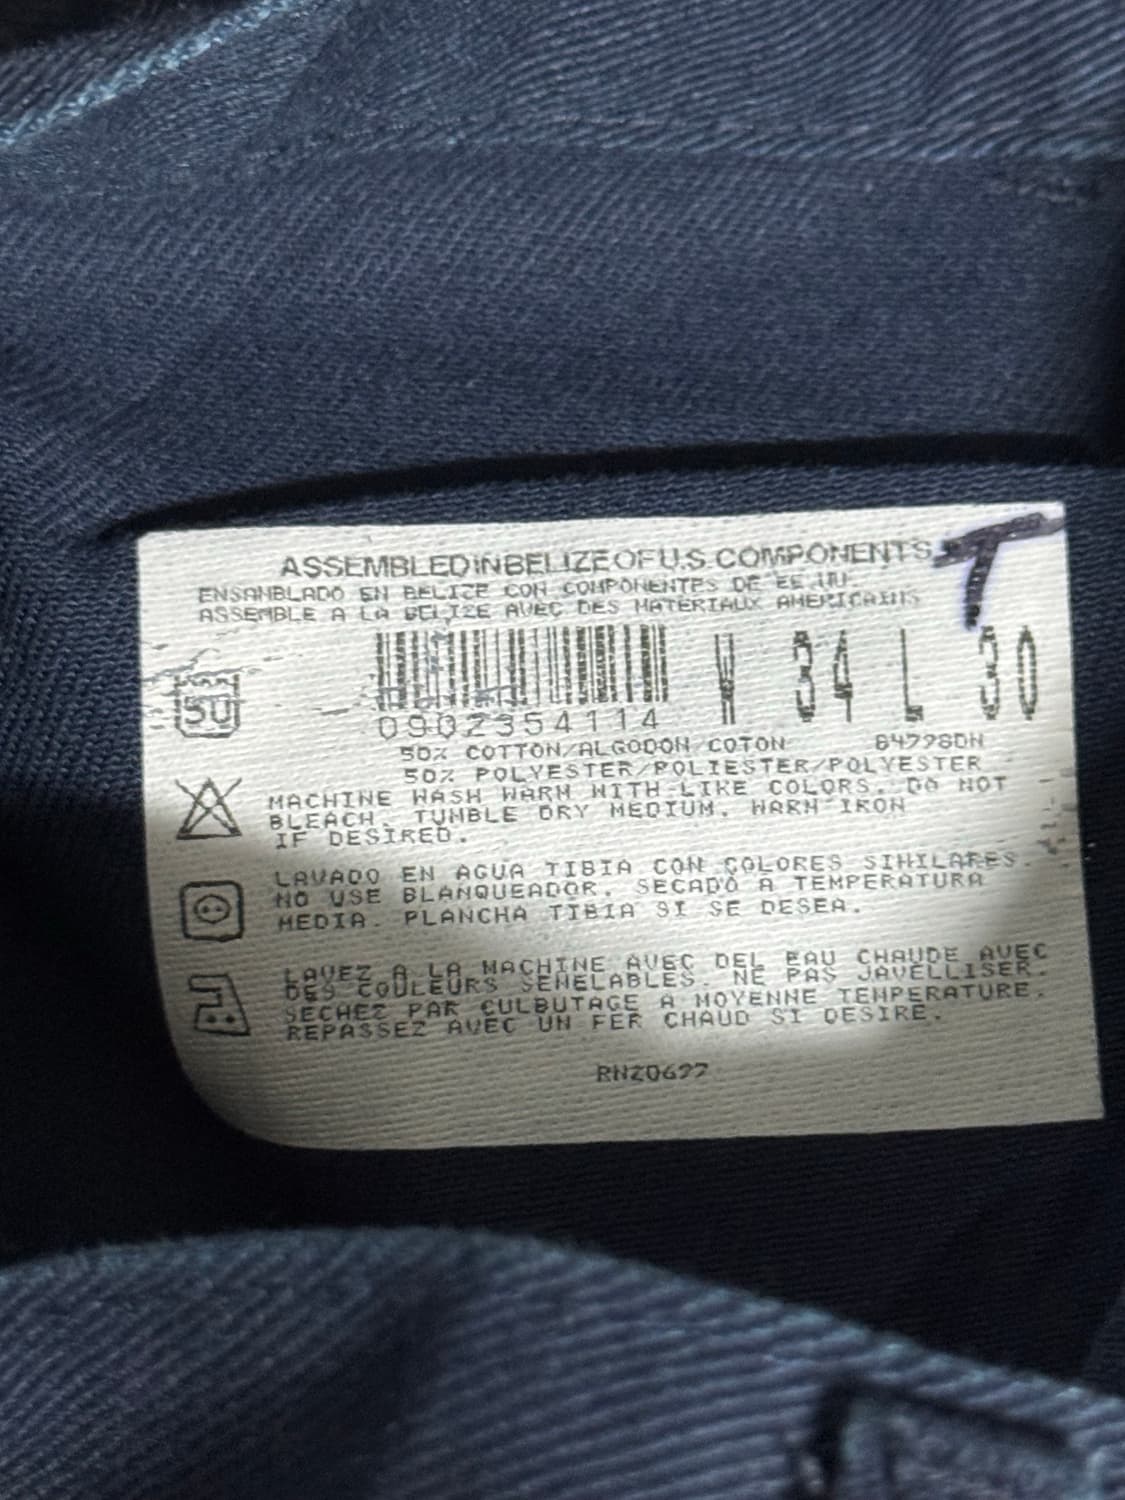 ASSEMBLED IN BELIZE OF U.S. COMPONENTS
T
ENSAMBLADO EN BELIZE CON COMPONENTES DE EE.UU.
ASSEMBLE A LA BELIZE AVEC DES MATERIAUX AMERICAINS
W 34 L 30
50
0902354114
50% COTTON/ALGODON/COTON 84798DN
50% POLYESTER/POLIESTER/POLYESTER
MACHINE WASH WARM WITH LIKE COLORS. DO NOT
BLEACH. TUMBLE DRY MEDIUM. WARM IRON
IF DESIRED.
LAVADO EN AGUA TIBIA CON COLORES SIMILARES.
NO USE BLANQUEADOR. SECADO A TEMPERATURA
MEDIA. PLANCHA TIBIA SI SE DESEA.
LAVEZ A LA MACHINE AVEC DEL EAU CHAUDE AVEC
DES COULEURS SEMELABLES. NE PAS JAVELLISER.
SECHEZ PAR CULBUTAGE A MOYENNE TEMPERATURE.
REPASSEZ AVEC UN FER CHAUD SI DESIRE.
RN20697